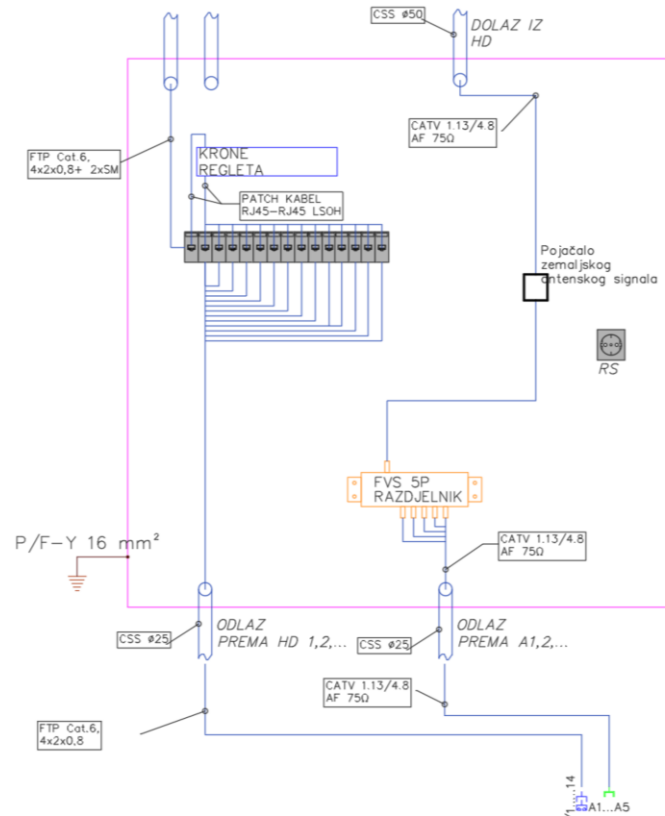 CSS ø50
DOLAZ IZ
HD
CATV 1.13/4.8
AF 75Ω
FTP Cat.6,
4x2x0,8+ 2xSM
KRONE
REGLETA
PATCH KABEL
RJ45-RJ45 LSOH
Pojačalo
zemaljskog
antenskog signala
RS
FVS 5P
RAZDJELNIK
P/F-Y 16 mm²
CATV 1.13/4.8
AF 75Ω
CSS ø25
ODLAZ
PREMA HD 1,2,...
CSS ø25
ODLAZ
PREMA A1,2,...
CATV 1.13/4.8
AF 75Ω
FTP Cat.6,
4x2x0,8
A1...A5